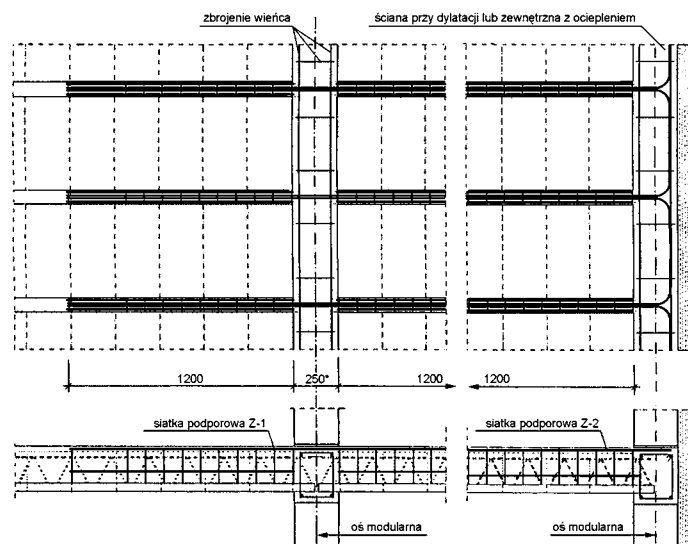 zbrojenie wieńca
ściana przy dylatacji lub zewnętrzna z ociepleniem
1200
250*
1200
1200
siatka podporowa Z-1
siatka podporowa Z-2
oś modularna
oś modularna